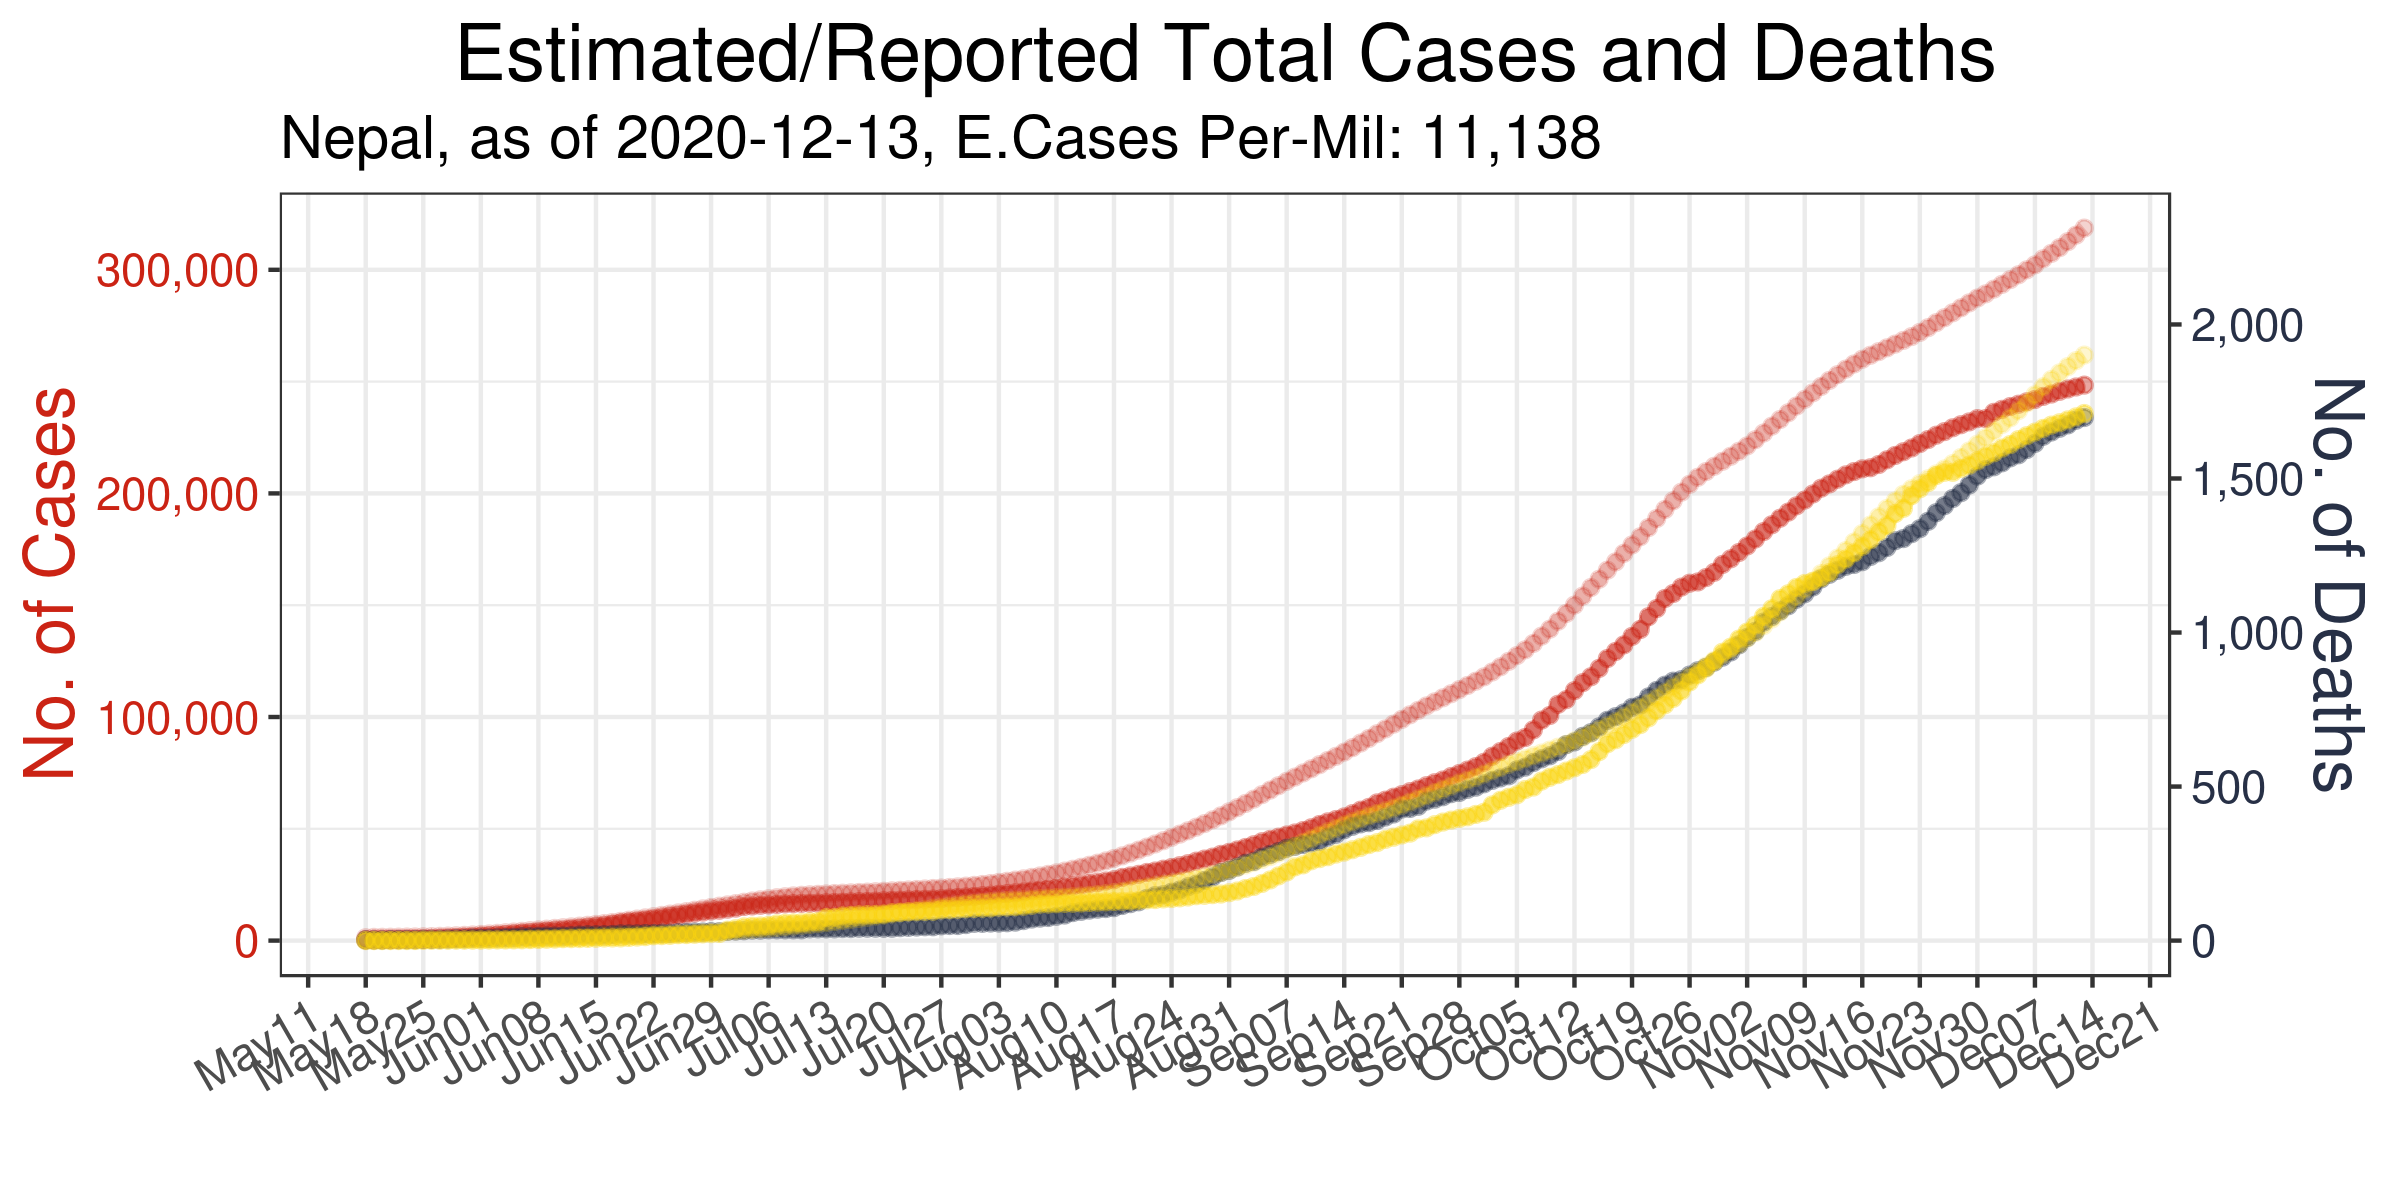 Estimated/Reported Total Cases and Deaths
Nepal, as of 2020-12-13, E.Cases Per-Mil: 11,138
No. of Cases
300,000
200,000
100,000
0
2,000
1,500
1,000
500
0
No. of Deaths
May11
May18
May25
Jun01
Jun08
Jun15
Jun22
Jun29
Jul06
Jul13
Jul20
Jul27
Aug03
Aug10
Aug17
Aug24
Aug31
Sep07
Sep14
Sep21
Sep28
Oct05
Oct12
Oct19
Oct26
Nov02
Nov09
Nov16
Nov23
Nov30
Dec07
Dec14
Dec21